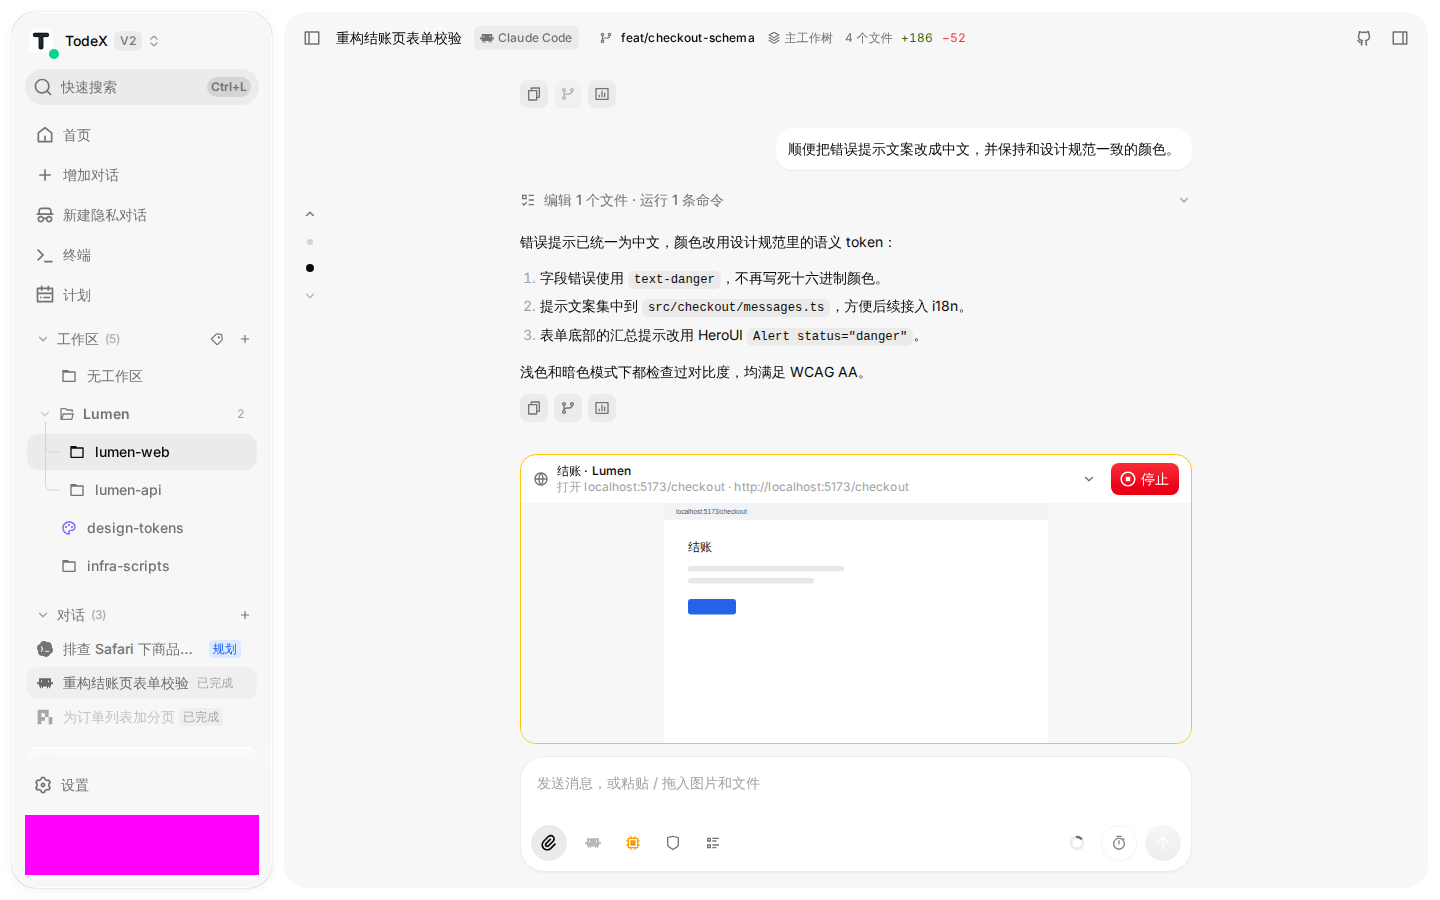 TodeX V2
快速搜索 Ctrl+L
首页
增加对话
新建隐私对话
终端
计划
工作区 (5)
无工作区
Lumen 2
lumen-web
lumen-api
design-tokens
infra-scripts
对话 (3)
排查 Safari 下商品... 规划
重构结账页表单校验 已完成
为订单列表加分页 已完成
设置
重构结账页表单校验 Claude Code feat/checkout-schema 主工作树 4 个文件 +186 −52
顺便把错误提示文案改成中文，并保持和设计规范一致的颜色。
编辑 1 个文件 · 运行 1 条命令
错误提示已统一为中文，颜色改用设计规范里的语义 token：
1. 字段错误使用 text-danger，不再写死十六进制颜色。
2. 提示文案集中到 src/checkout/messages.ts，方便后续接入 i18n。
3. 表单底部的汇总提示改用 HeroUI Alert status="danger"。
浅色和暗色模式下都检查过对比度，均满足 WCAG AA。
结账 · Lumen
打开 localhost:5173/checkout · http://localhost:5173/checkout
停止
localhost:5173/checkout
结账
发送消息，或粘贴 / 拖入图片和文件